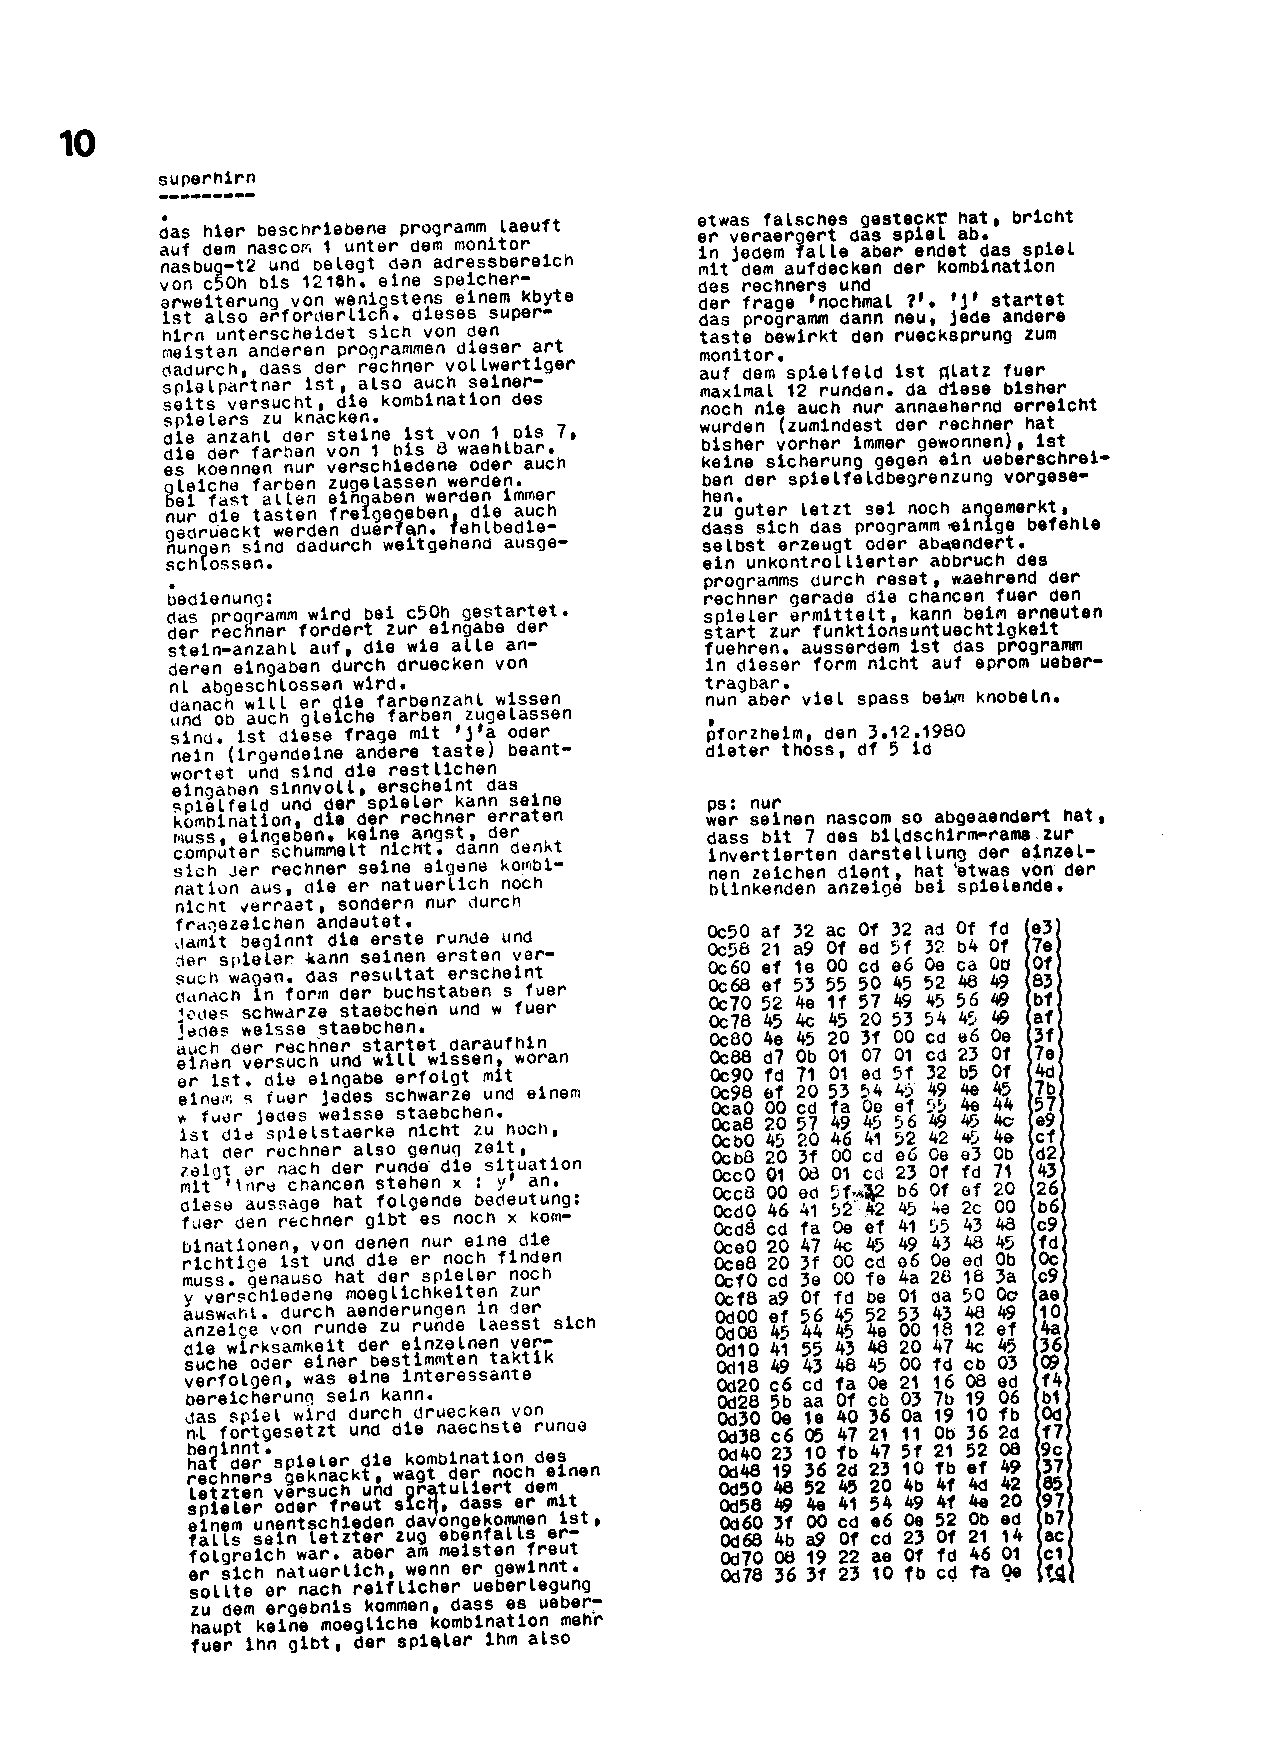 10
superhirn
---------
.
das hier beschriebene programm laeuft
auf dem nascom 1 unter dem monitor
nasbug-t2 und belegt den adressbereich
von c50h bis 1218h. eine speicher-
erweiterung von wenigstens einem kbyte
ist also erforderlich. dieses super-
hirn unterscheidet sich von den
meisten anderen programmen dieser art
dadurch, dass der rechner vollwertiger
spielpartner ist, also auch seiner-
seits versucht, die kombination des
spielers zu knacken.
die anzahl der steine ist von 1 bis 7,
die der farben von 1 bis 8 waehlbar.
es koennen nur verschiedene oder auch
gleiche farben zugelassen werden.
bei fast allen eingaben werden immer
nur die tasten freigegeben, die auch
gedrueckt werden duerfen. fehlbedie-
nungen sind dadurch weitgehend ausge-
schlossen.
.
bedienung:
das programm wird bei c50h gestartet.
der rechner fordert zur eingabe der
stein-anzahl auf, die wie alle an-
deren eingaben durch druecken von
nl abgeschlossen wird.
danach will er die farbenzahl wissen
und ob auch gleiche farben zugelassen
sind. ist diese frage mit 'j'a oder
nein (irgendeine andere taste) beant-
wortet und sind die restlichen
eingaben sinnvoll, erscheint das
spielfeld und der spieler kann seine
kombination, die der rechner erraten
muss, eingeben. keine angst, der
computer schummelt nicht. dann denkt
sich der rechner seine eigene kombi-
nation aus, die er natuerlich noch
nicht verraet, sondern nur durch
fragezeichen andeutet.
damit beginnt die erste runde und
der spieler kann seinen ersten ver-
such wagen. das resultat erscheint
danach in form der buchstaben s fuer
jedes schwarze staebchen und w fuer
jedes weisse staebchen.
auch der rechner startet daraufhin
einen versuch und will wissen, woran
er ist. die eingabe erfolgt mit
einem s fuer jedes schwarze und einem
w fuer jedes weisse staebchen.
ist die spielstaerke nicht zu hoch,
hat der rechner also genug zeit,
zeigt er nach der runde die situation
mit 'ihre chancen stehen x : y' an.
diese aussage hat folgende bedeutung:
fuer den rechner gibt es noch x kom-
binationen, von denen nur eine die
richtige ist und die er noch finden
muss. genauso hat der spieler noch
y verschiedene moeglichkeiten zur
auswahl. durch aenderungen in der
anzeige von runde zu runde laesst sich
die wirksamkeit der einzelnen ver-
suche oder einer bestimmten taktik
verfolgen, was eine interessante
bereicherung sein kann.
das spiel wird durch druecken von
nl fortgesetzt und die naechste runde
beginnt.
hat der spieler die kombination des
rechners geknackt, wagt der noch einen
letzten versuch und gratuliert dem
spieler oder freut sich, dass er mit
einem unentschieden davongekommen ist,
falls sein letzter zug ebenfalls er-
folgreich war. aber am meisten freut
er sich natuerlich, wenn er gewinnt.
sollte er nach reiflicher ueberlegung
zu dem ergebnis kommen, dass es ueber-
haupt keine moegliche kombination mehr
fuer ihn gibt, der spieler ihm also
etwas falsches gesteckt hat, bricht
er veraergert das spiel ab.
in jedem falle aber endet das spiel
mit dem aufdecken der kombination
des rechners und
der frage 'nochmal ?'. 'j' startet
das programm dann neu, jede andere
taste bewirkt den ruecksprung zum
monitor.
auf dem spielfeld ist platz fuer
maximal 12 runden. da diese bisher
noch nie auch nur annaehernd erreicht
wurden (zumindest der rechner hat
bisher vorher immer gewonnen), ist
keine sicherung gegen ein ueberschrei-
ben der spielfeldbegrenzung vorgese-
hen.
zu guter letzt sei noch angemerkt,
dass sich das programm einige befehle
selbst erzeugt oder abaendert.
ein unkontrollierter abbruch des
programms durch reset, waehrend der
rechner gerade die chancen fuer den
spieler ermittelt, kann beim erneuten
start zur funktionsuntuechtigkeit
fuehren. ausserdem ist das programm
in dieser form nicht auf eprom ueber-
tragbar.
nun aber viel spass beim knobeln.
.
pforzheim, den 3.12.1980
dieter thoss, df 5 id
ps: nur
wer seinen nascom so abgeaendert hat,
dass bit 7 des bildschirm-rams zur
invertierten darstellung der einzel-
nen zeichen dient, hat etwas von der
blinkenden anzeige bei spielende.
0c50 af 32 ac 0f 32 ad 0f fd (e3)
0c58 21 a9 0f ed 5f 32 b4 0f (7e)
0c60 ef 1e 00 cd e6 0e ca 0b (0f)
0c68 ef 53 55 50 45 52 48 49 (83)
0c70 52 4e 1f 57 49 45 56 49 (bf)
0c78 45 4c 45 20 53 54 45 49 (af)
0c80 4e 45 20 3f 00 cd e6 0e (3f)
0c88 d7 0b 01 07 01 cd 23 0f (7e)
0c90 fd 71 01 ed 5f 32 b5 0f (4d)
0c98 ef 20 53 54 45 49 4e 45 (7b)
0ca0 00 cd fa 0e ef 55 4e 44 (57)
0ca8 20 57 49 45 56 49 45 4c (e9)
0cb0 45 20 46 41 52 42 45 4e (cf)
0cb8 20 3f 00 cd e6 0e e3 0b (d2)
0cc0 01 08 01 cd 23 0f fd 71 (43)
0cc8 00 ed 5f 32 b6 0f ef 20 (26)
0cd0 46 41 52 42 45 4e 2c 00 (b6)
0cd8 cd fa 0e ef 41 55 43 48 (c9)
0ce0 20 47 4c 45 49 43 48 45 (fd)
0ce8 20 3f 00 cd e6 0e ed 0b (0c)
0cf0 cd 3e 00 fe 4a 28 18 3a (c9)
0cf8 a9 0f fd be 01 da 50 0c (ae)
0d00 ef 56 45 52 53 43 48 49 (10)
0d08 45 44 45 4e 00 18 12 ef (4a)
0d10 41 55 43 48 20 47 4c 45 (36)
0d18 49 43 48 45 00 fd cb 03 (09)
0d20 c6 cd fa 0e 21 16 08 ed (f4)
0d28 5b aa 0f cb 03 7b 19 06 (b1)
0d30 0e 1e 40 36 0a 19 10 fb (0d)
0d38 c6 05 47 21 11 0b 36 2d (f7)
0d40 23 10 fb 47 5f 21 52 08 (9c)
0d48 19 36 2d 23 10 fb ef 49 (37)
0d50 48 52 45 20 4b 4f 4d 42 (85)
0d58 49 4e 41 54 49 4f 4e 20 (97)
0d60 3f 00 cd e6 0e 52 0b ed (b7)
0d68 4b a9 0f cd 23 0f 21 14 (ac)
0d70 08 19 22 ae 0f fd 46 01 (c1)
0d78 36 3f 23 10 fb cd fa 0e (fd)